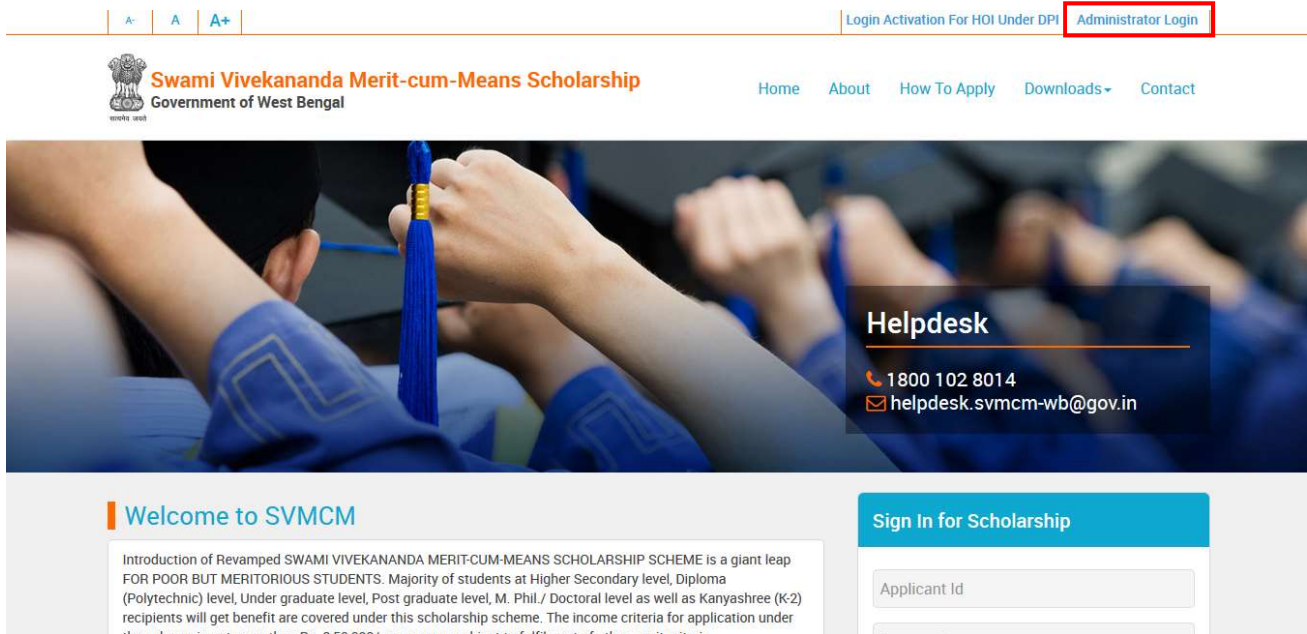 A- A A+ Login Activation For HOI Under DPI Administrator Login
Swami Vivekananda Merit-cum-Means Scholarship
Government of West Bengal
सत्यमेव जयते
Home About How To Apply Downloads Contact
Helpdesk
1800 102 8014
helpdesk.svmcm-wb@gov.in
Welcome to SVMCM
Introduction of Revamped SWAMI VIVEKANANDA MERIT-CUM-MEANS SCHOLARSHIP SCHEME is a giant leap
FOR POOR BUT MERITORIOUS STUDENTS. Majority of students at Higher Secondary level, Diploma
(Polytechnic) level, Under graduate level, Post graduate level, M. Phil./ Doctoral level as well as Kanyashree (K-2)
recipients will get benefit are covered under this scholarship scheme. The income criteria for application under
Sign In for Scholarship
Applicant Id